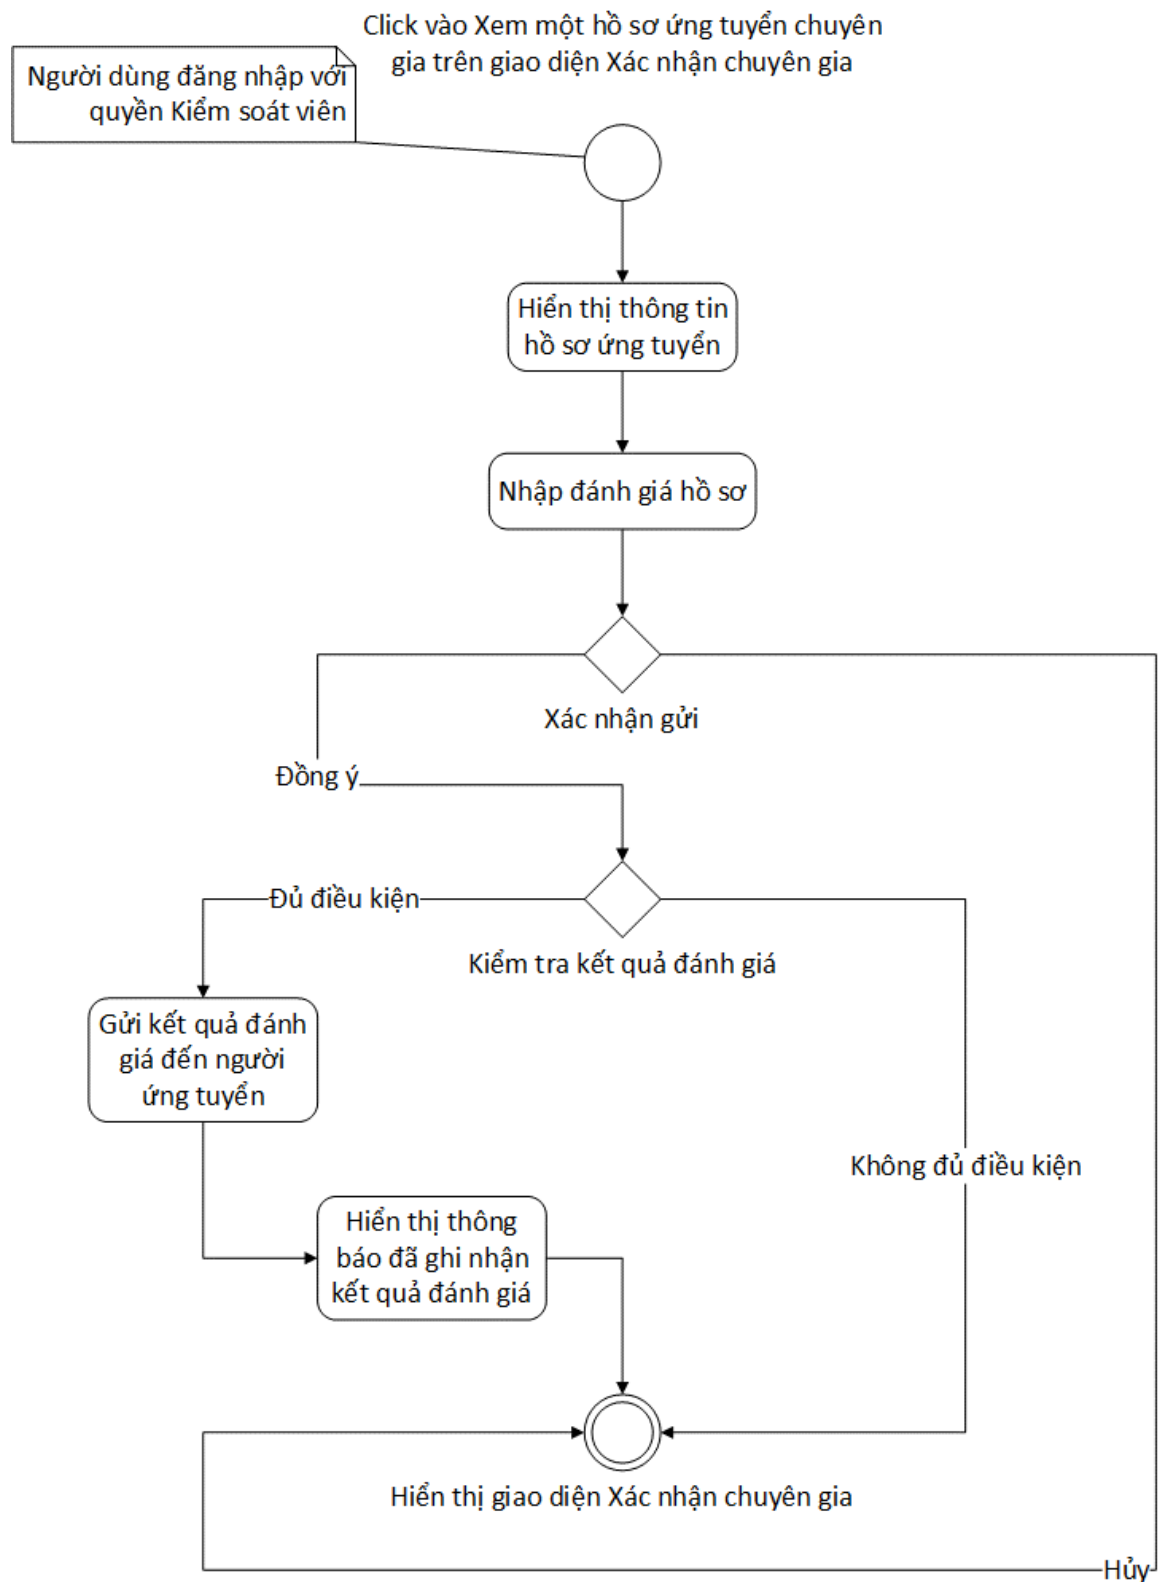 Click vào Xem một hồ sơ ứng tuyển chuyên
gia trên giao diện Xác nhận chuyên gia
Người dùng đăng nhập với
quyền Kiểm soát viên
Hiển thị thông tin
hồ sơ ứng tuyển
Nhập đánh giá hồ sơ
Xác nhận gửi
Đồng ý
Đủ điều kiện
Kiểm tra kết quả đánh giá
Gửi kết quả đánh
giá đến người
ứng tuyển
Không đủ điều kiện
Hiển thị thông
báo đã ghi nhận
kết quả đánh giá
Hiển thị giao diện Xác nhận chuyên gia
Hủy